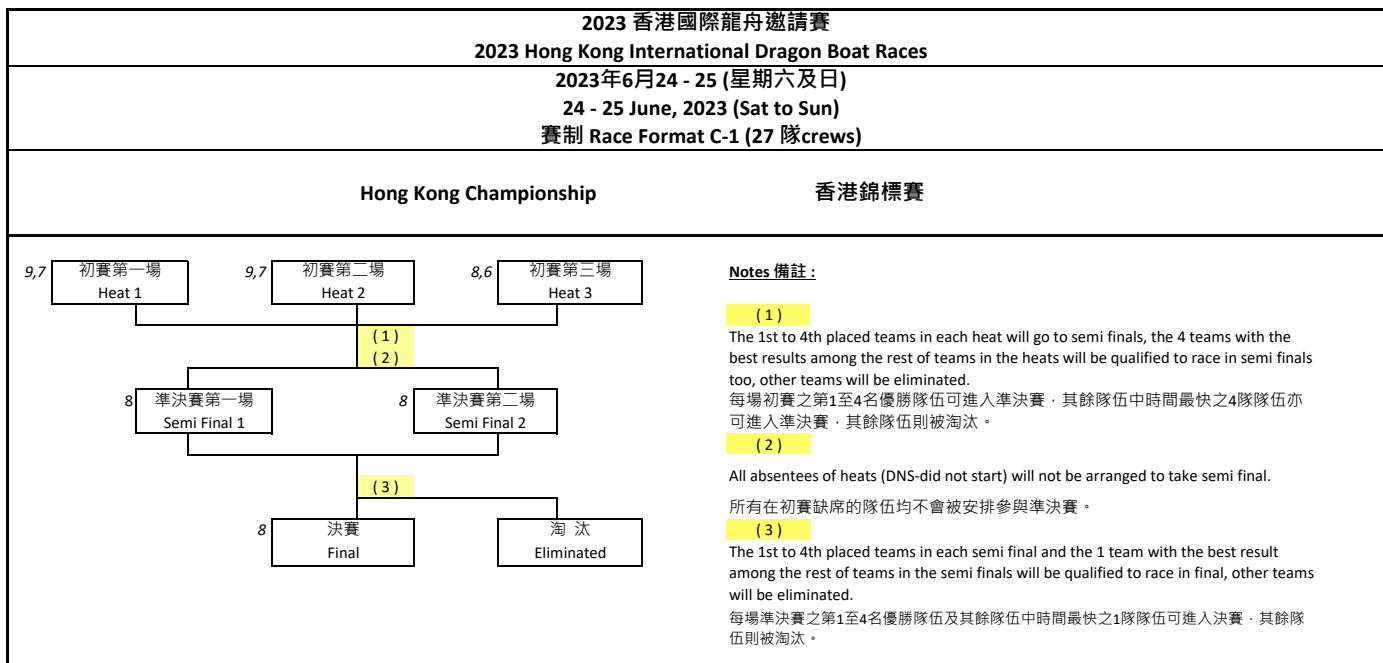 2023 香港國際龍舟邀請賽
2023 Hong Kong International Dragon Boat Races
2023年6月24 - 25 (星期六及日)
24 - 25 June, 2023 (Sat to Sun)
賽制 Race Format C-1 (27 隊crews)
Hong Kong Championship 香港錦標賽
9,7 初賽第一場 9,7 初賽第二場 8,6 初賽第三場
Heat 1 Heat 2 Heat 3
( 1 )
( 2 )
8 準決賽第一場 8 準決賽第二場
Semi Final 1 Semi Final 2
( 3 )
8 決賽 淘 汰
Final Eliminated
Notes 備註 :
( 1 )
The 1st to 4th placed teams in each heat will go to semi finals, the 4 teams with the
best results among the rest of teams in the heats will be qualified to race in semi finals
too, other teams will be eliminated.
每場初賽之第1至4名優勝隊伍可進入準決賽，其餘隊伍中時間最快之4隊隊伍亦
可進入準決賽，其餘隊伍則被淘汰。
( 2 )
All absentees of heats (DNS-did not start) will not be arranged to take semi final.
所有在初賽缺席的隊伍均不會被安排參與準決賽。
( 3 )
The 1st to 4th placed teams in each semi final and the 1 team with the best result
among the rest of teams in the semi finals will be qualified to race in final, other teams
will be eliminated.
每場準決賽之第1至4名優勝隊伍及其餘隊伍中時間最快之1隊隊伍可進入決賽，其餘隊
伍則被淘汰。